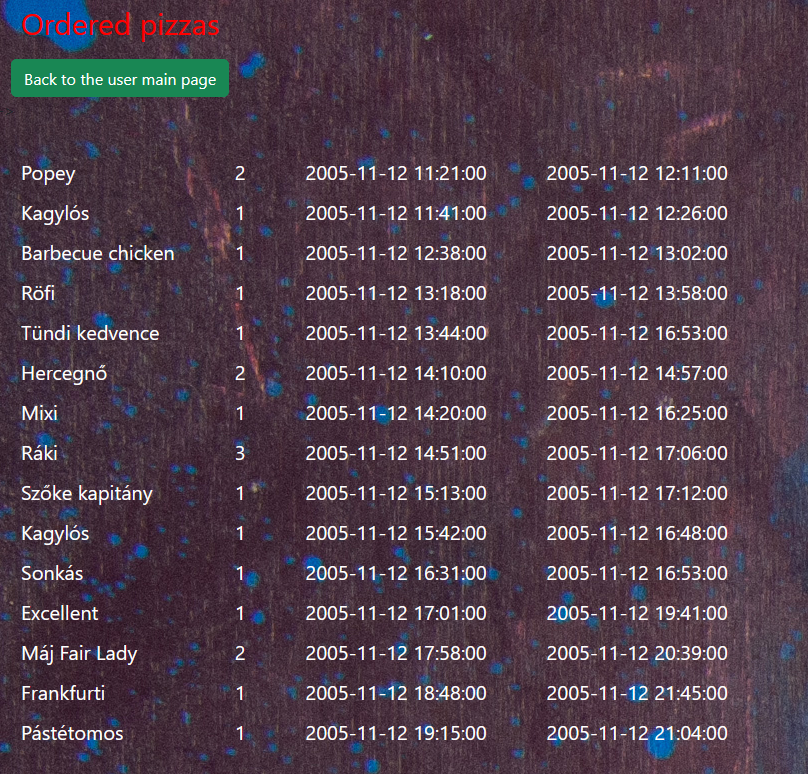 Ordered pizzas
Back to the user main page
Popey 2 2005-11-12 11:21:00 2005-11-12 12:11:00
Kagylós 1 2005-11-12 11:41:00 2005-11-12 12:26:00
Barbecue chicken 1 2005-11-12 12:38:00 2005-11-12 13:02:00
Röfi 1 2005-11-12 13:18:00 2005-11-12 13:58:00
Tündi kedvence 1 2005-11-12 13:44:00 2005-11-12 16:53:00
Hercegnő 2 2005-11-12 14:10:00 2005-11-12 14:57:00
Mixi 1 2005-11-12 14:20:00 2005-11-12 16:25:00
Ráki 3 2005-11-12 14:51:00 2005-11-12 17:06:00
Szőke kapitány 1 2005-11-12 15:13:00 2005-11-12 17:12:00
Kagylós 1 2005-11-12 15:42:00 2005-11-12 16:48:00
Sonkás 1 2005-11-12 16:31:00 2005-11-12 16:53:00
Excellent 1 2005-11-12 17:01:00 2005-11-12 19:41:00
Máj Fair Lady 2 2005-11-12 17:58:00 2005-11-12 20:39:00
Frankfurti 1 2005-11-12 18:48:00 2005-11-12 21:45:00
Pástétomos 1 2005-11-12 19:15:00 2005-11-12 21:04:00